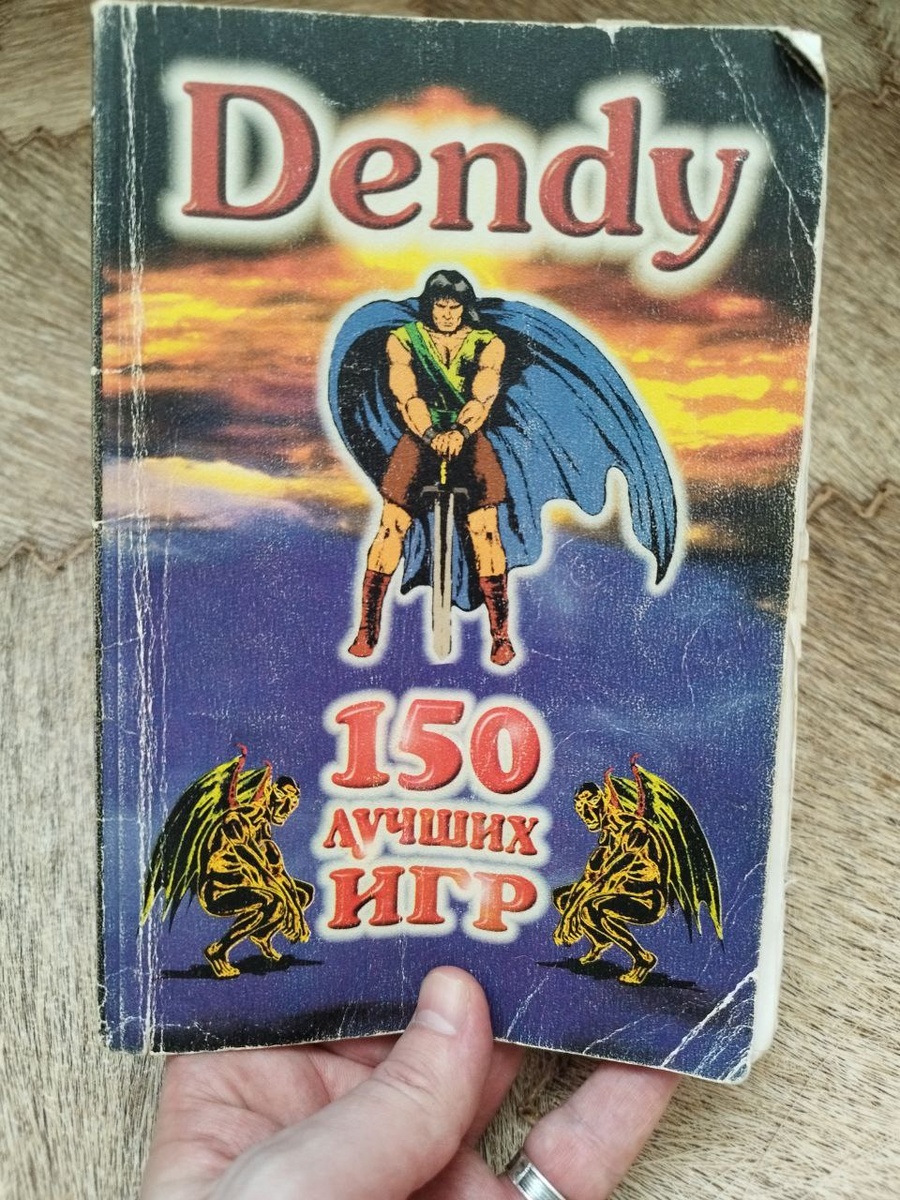 Dendy
150
лучших
игр